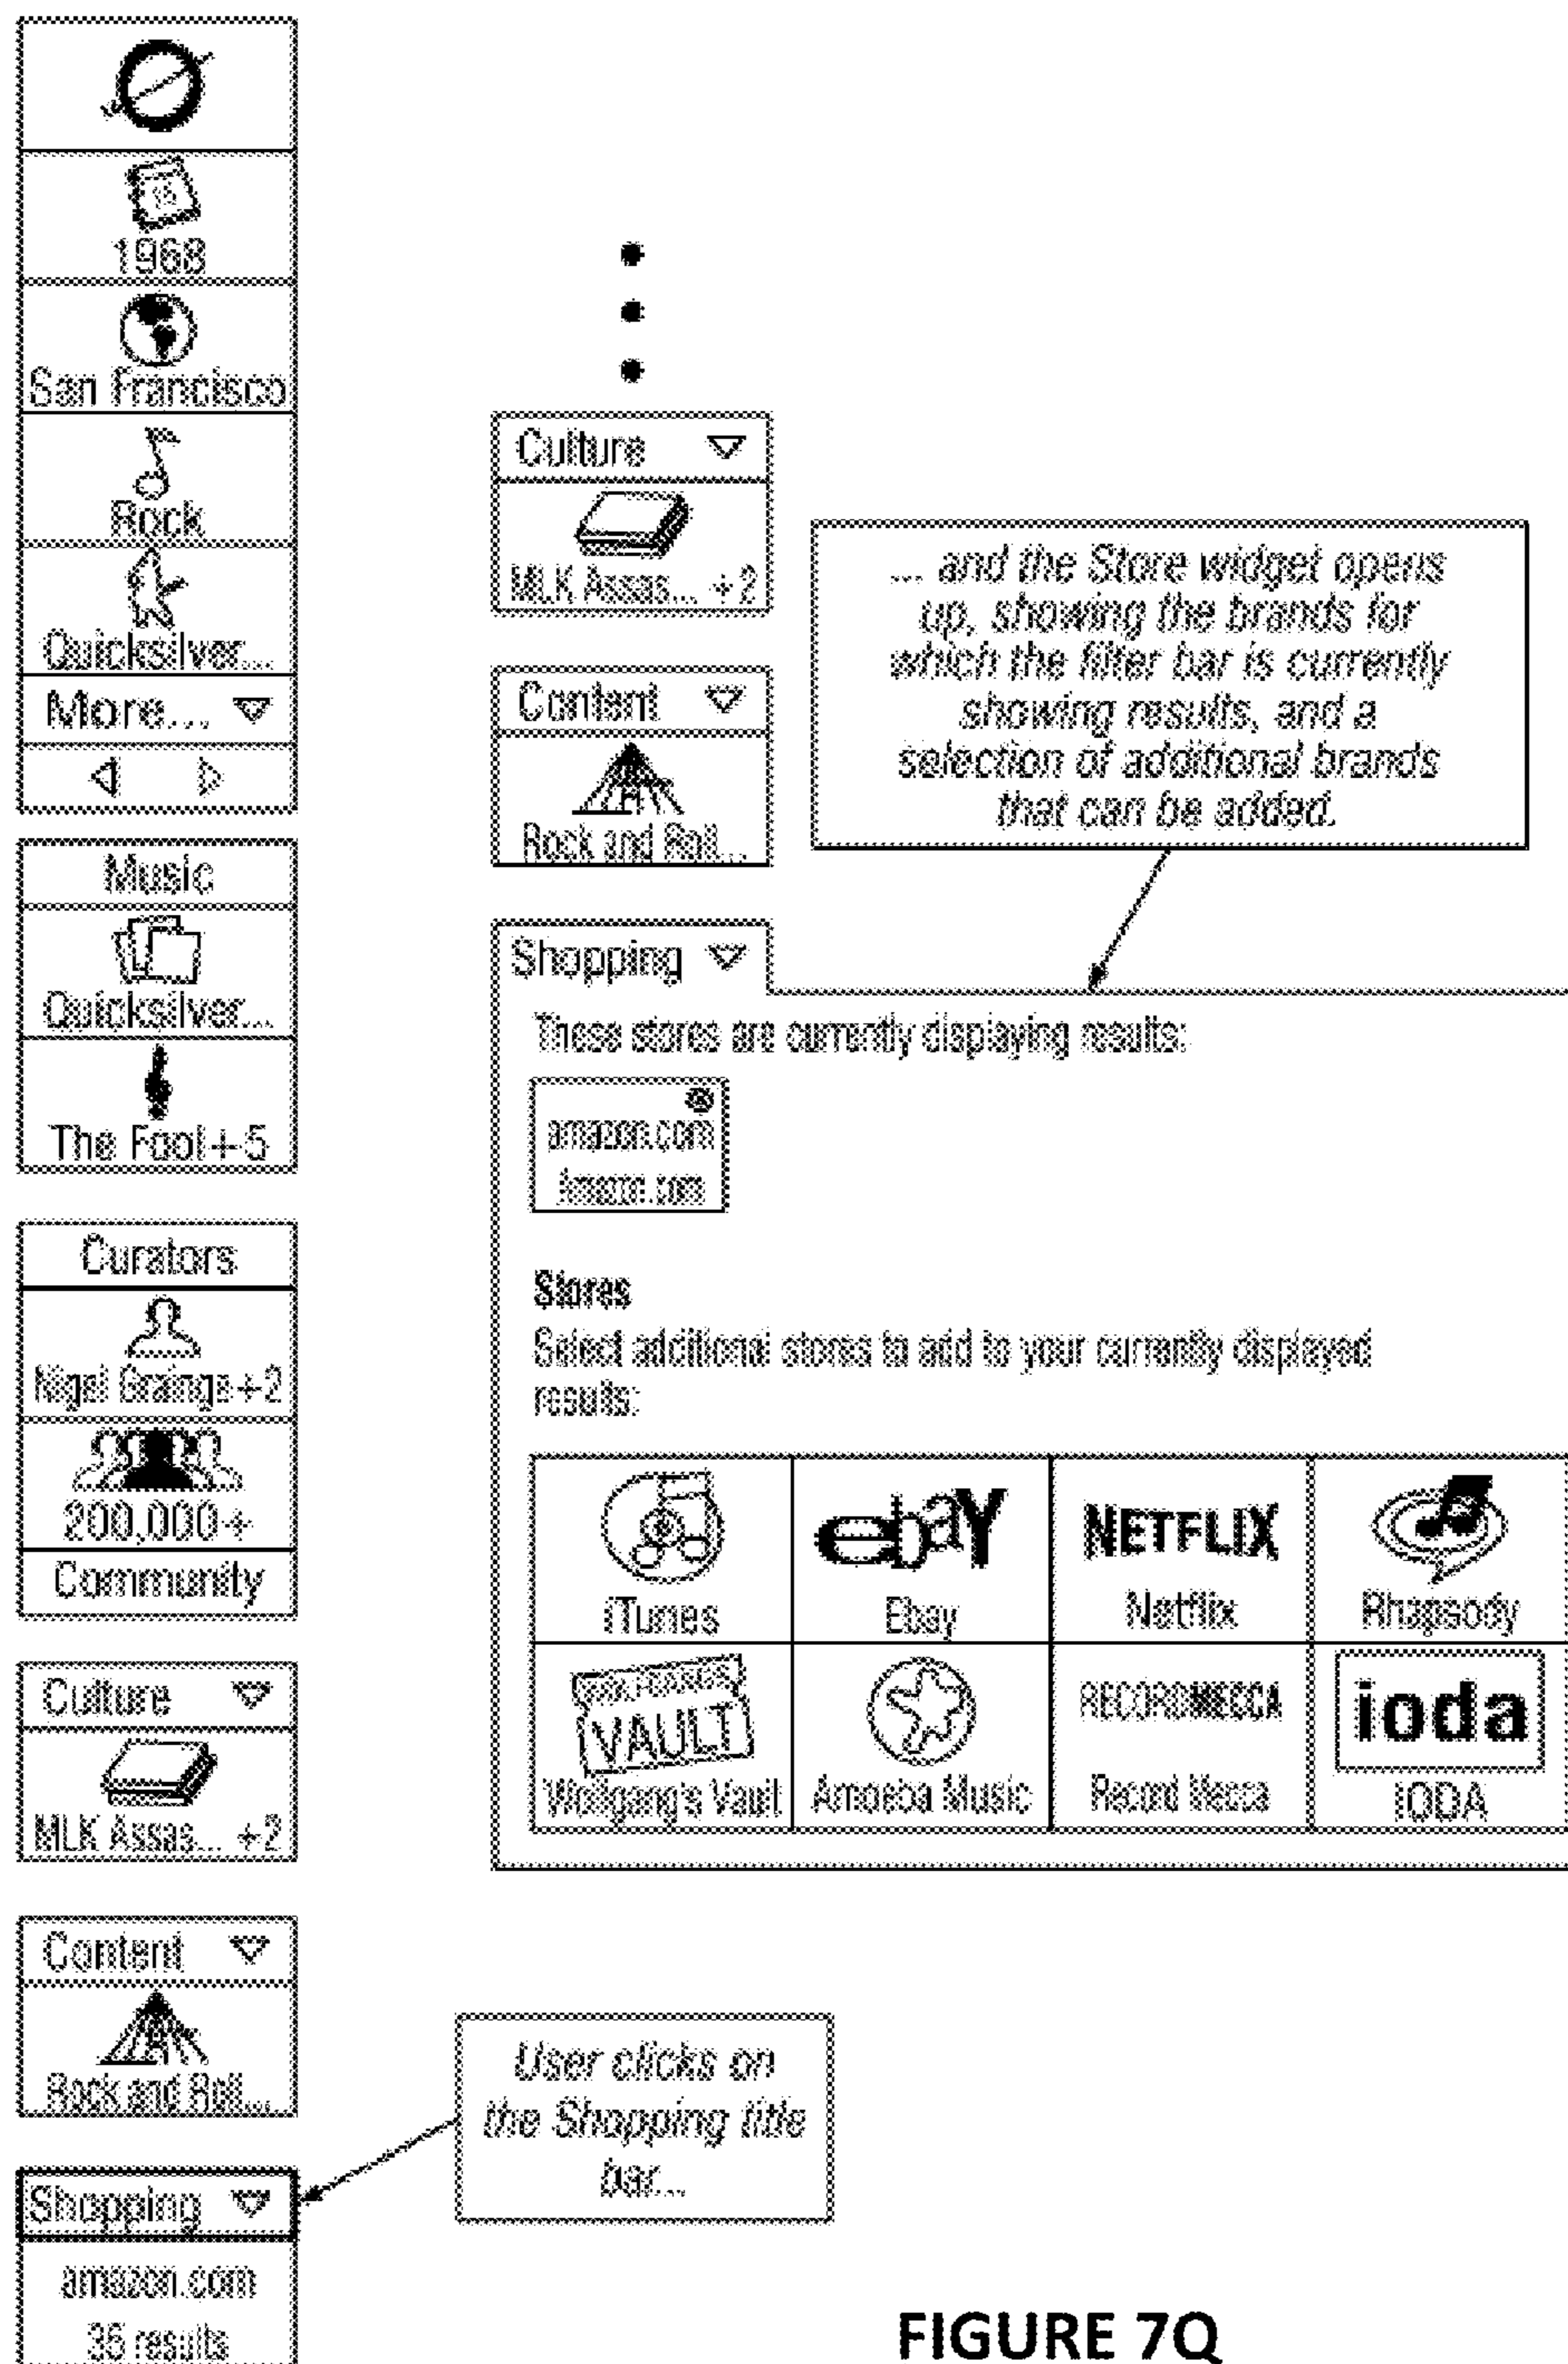 1968
San Francisco
Rock
Quicksilver...
More...
Music
Quicksilver...
The Fool+5
Curators
Nigel Grainge+2
200,000+
Community
Culture
MLK Assas... +2
Content
Rock and Roll...
Shopping
amazon.com
35 results
Culture
MLK Assas... +2
Content
Rock and Roll...
... and the Store widget opens
up, showing the brands for
which the filter bar is currently
showing results, and a
selection of additional brands
that can be added.
Shopping
These stores are currently displaying results:
amazon.com
Amazon.com
Stores
Select additional stores to add to your currently displayed
results:
iTunes
ebaY
Ebay
NETFLIX
Netflix
Rhapsody
VAULT
Wolfgang's Vault
Amoeba Music
RECORDMECCA
Record Mecca
ioda
IODA
User clicks on
the Shopping title
bar...
FIGURE 7Q